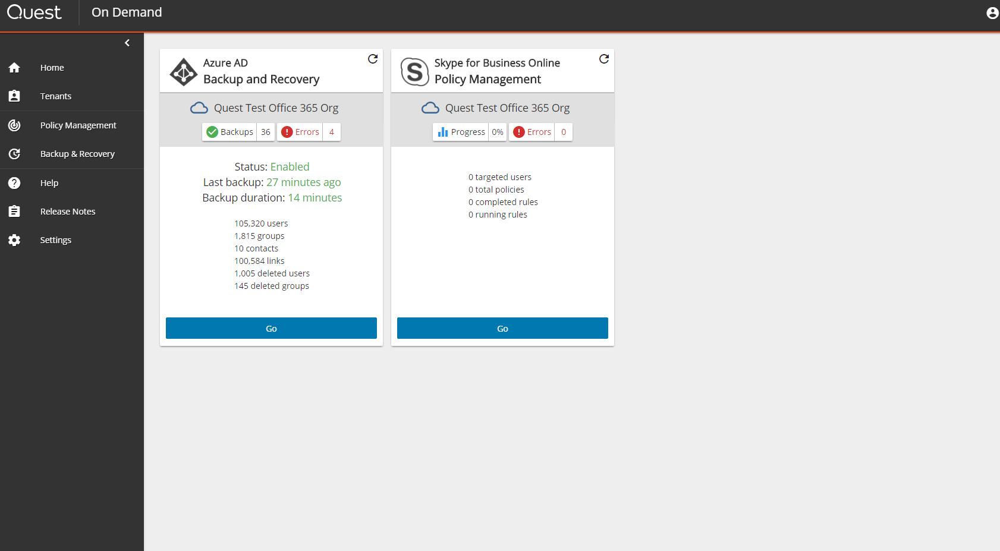 Quest
On Demand
Home
Tenants
Policy Management
Backup & Recovery
Help
Release Notes
Settings
Azure AD
Backup and Recovery
Quest Test Office 365 Org
Backups 36 Errors 4
Status: Enabled
Last backup: 27 minutes ago
Backup duration: 14 minutes
105,320 users
1,815 groups
10 contacts
100,584 links
1,005 deleted users
145 deleted groups
Go
Skype for Business Online
Policy Management
Quest Test Office 365 Org
Progress 0% Errors 0
0 targeted users
0 total policies
0 completed rules
0 running rules
Go